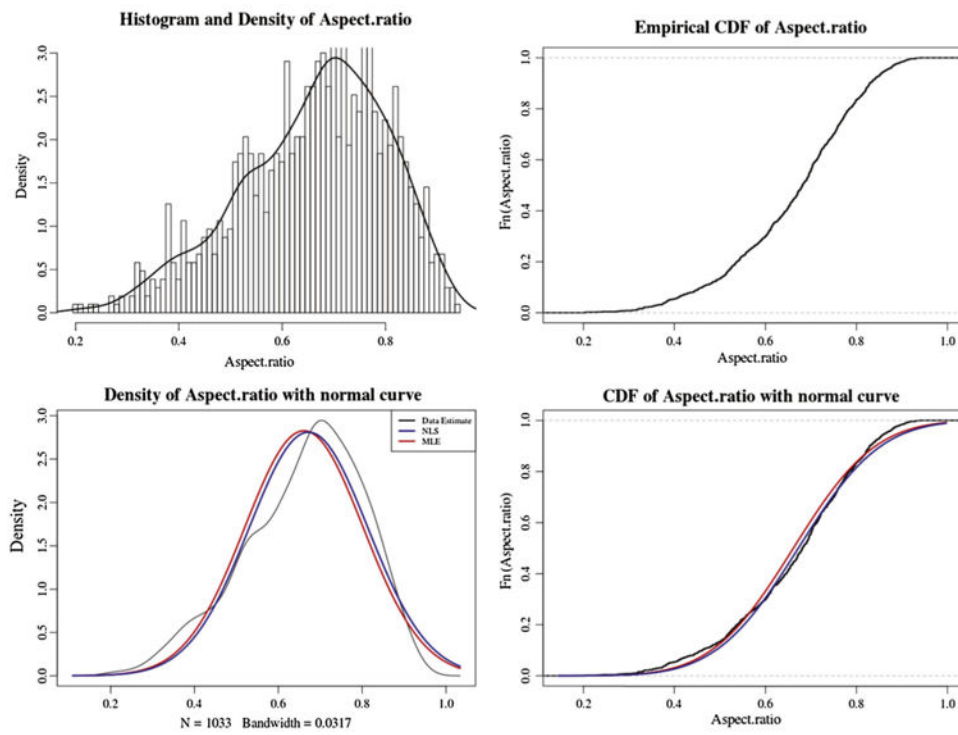 Histogram and Density of Aspect.ratio
Density
0.0 0.5 1.0 1.5 2.0 2.5 3.0
0.2 0.4 0.6 0.8
Aspect.ratio
Empirical CDF of Aspect.ratio
Fn(Aspect.ratio)
0.0 0.2 0.4 0.6 0.8 1.0
0.2 0.4 0.6 0.8 1.0
Aspect.ratio
Density of Aspect.ratio with normal curve
Density
0.0 0.5 1.0 1.5 2.0 2.5 3.0
Data Estimate
NLS
MLE
0.2 0.4 0.6 0.8 1.0
N = 1033 Bandwidth = 0.0317
CDF of Aspect.ratio with normal curve
Fn(Aspect.ratio)
0.0 0.2 0.4 0.6 0.8 1.0
0.2 0.4 0.6 0.8 1.0
Aspect.ratio